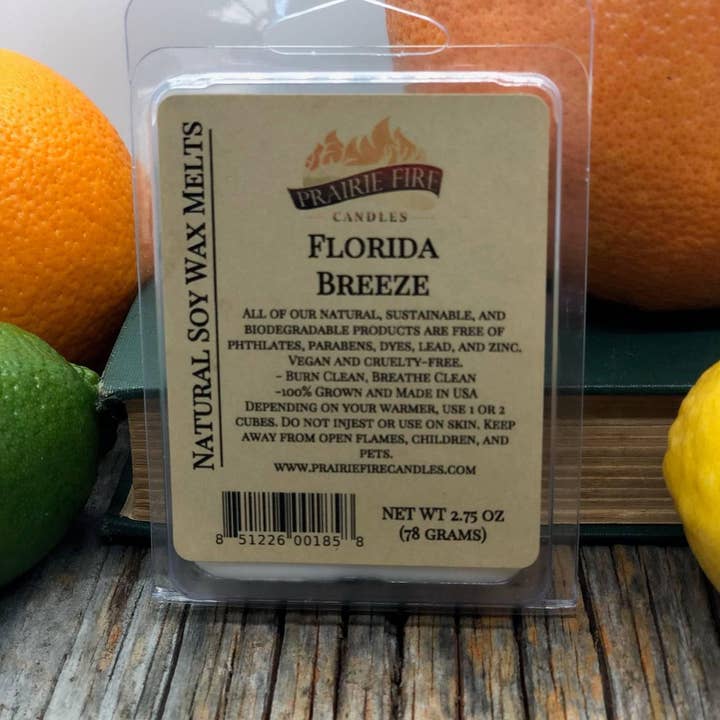 Natural Soy Wax Melts
PRAIRIE FIRE
CANDLES
Florida
Breeze
All of our natural, sustainable, and
biodegradable products are free of
phthlates, parabens, dyes, lead, and zinc.
Vegan and cruelty-free.
- Burn Clean, Breathe Clean
-100% Grown and Made in USA
Depending on your warmer, use 1 or 2
cubes. Do not injest or use on skin. Keep
away from open flames, children, and
pets.
www.prairiefirecandles.com
8 51226 00185 8
Net wt 2.75 oz
(78 grams)